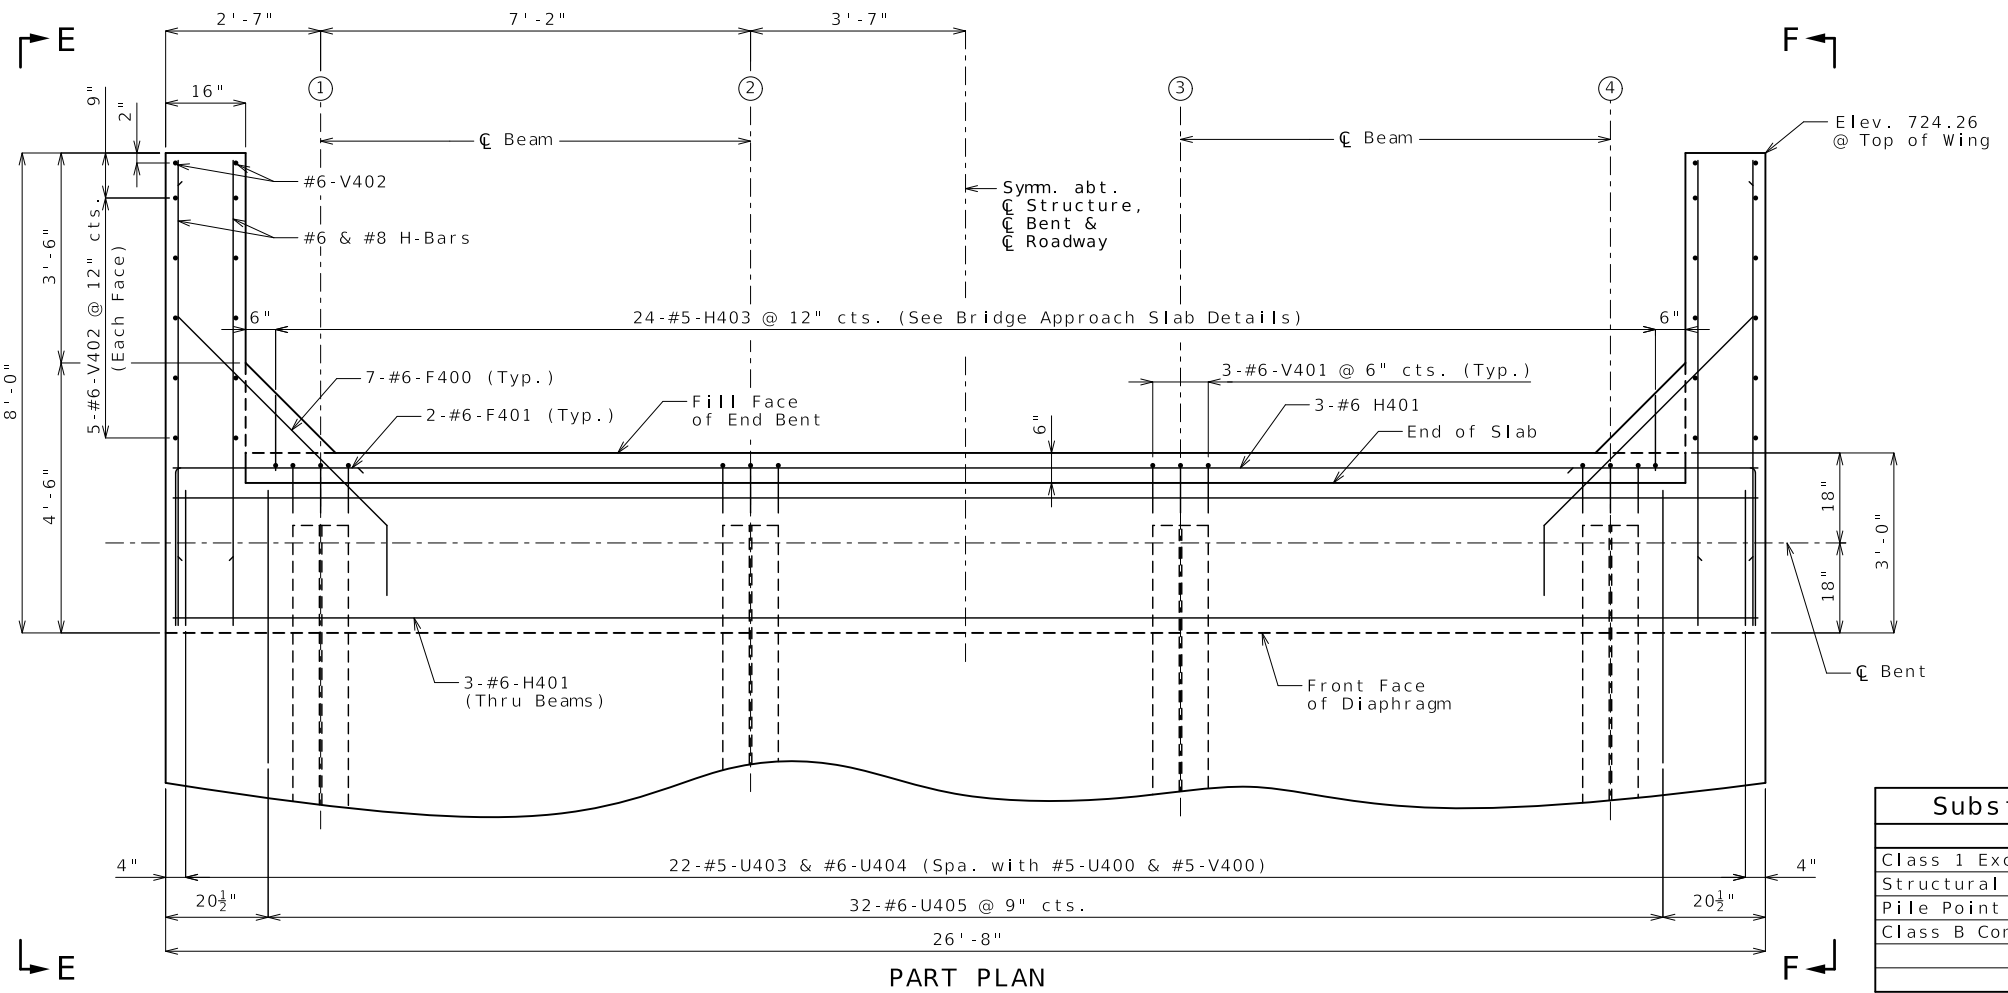 2'-7" 7'-2" 3'-7"
E F
9" 2" 16" 1 2 3 4
℄ Beam ℄ Beam
Elev. 724.26
@ Top of Wing
#6-V402
#6 & #8 H-Bars
Symm. abt.
℄ Structure,
℄ Bent &
℄ Roadway
8'-0"
3'-6"
4'-6"
5-#6-V402 @ 12" cts.
(Each Face)
6" 24-#5-H403 @ 12" cts. (See Bridge Approach Slab Details) 6"
7-#6-F400 (Typ.)
2-#6-F401 (Typ.)
Fill Face
of End Bent
6"
3-#6-V401 @ 6" cts. (Typ.)
3-#6 H401
End of Slab
18"
18"
3'-0"
3-#6-H401
(Thru Beams)
Front Face
of Diaphragm
℄ Bent
4" 22-#5-U403 & #6-U404 (Spa. with #5-U400 & #5-V400) 4"
20½" 32-#6-U405 @ 9" cts. 20½"
26'-8"
E F
PART PLAN
Class 1
Structural
Pile Point
Class B